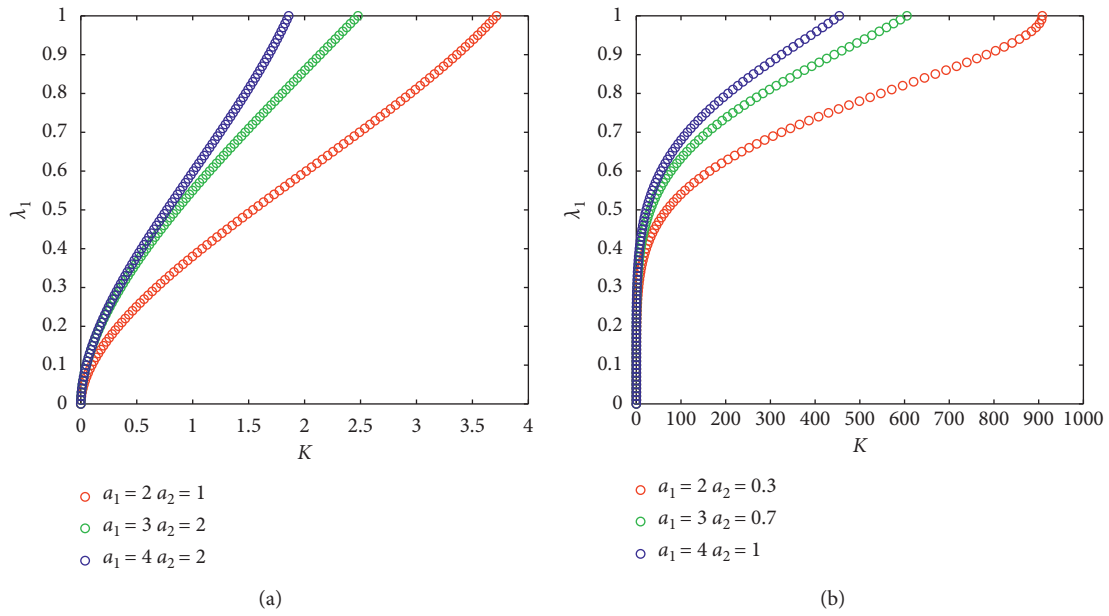 1
0.9
0.8
0.7
0.6
0.5
0.4
0.3
0.2
0.1
0
λ₁
0 0.5 1 1.5 2 2.5 3 3.5 4
K
a₁ = 2 a₂ = 1
a₁ = 3 a₂ = 2
a₁ = 4 a₂ = 2
(a)
1
0.9
0.8
0.7
0.6
0.5
0.4
0.3
0.2
0.1
0
λ₁
0 100 200 300 400 500 600 700 800 900 1000
K
a₁ = 2 a₂ = 0.3
a₁ = 3 a₂ = 0.7
a₁ = 4 a₂ = 1
(b)